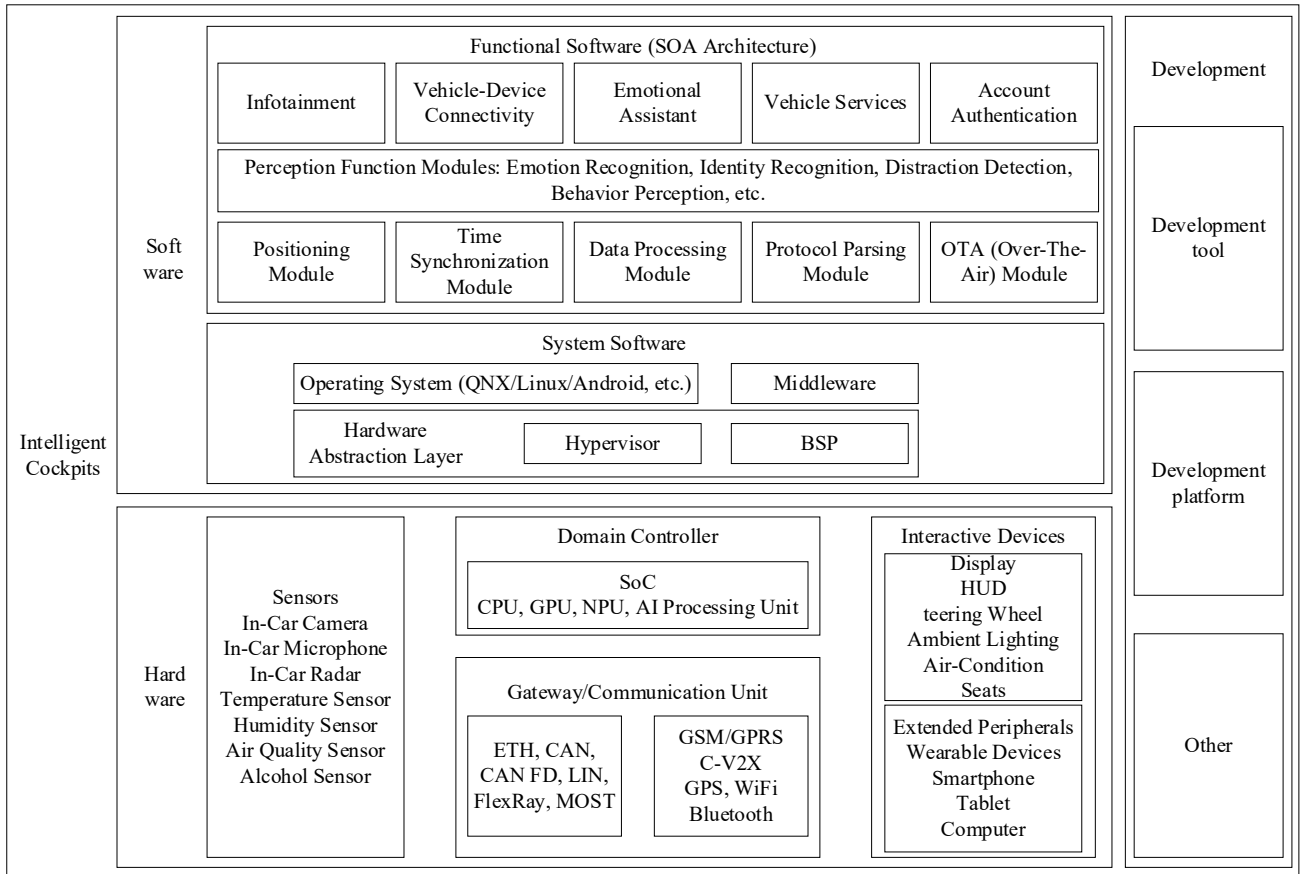 Intelligent
Cockpits
Soft
ware
Functional Software (SOA Architecture)
Infotainment
Vehicle-Device
Connectivity
Emotional
Assistant
Vehicle Services
Account
Authentication
Perception Function Modules: Emotion Recognition, Identity Recognition, Distraction Detection,
Behavior Perception, etc.
Positioning
Module
Time
Synchronization
Module
Data Processing
Module
Protocol Parsing
Module
OTA (Over-The-
Air) Module
System Software
Operating System (QNX/Linux/Android, etc.)
Middleware
Hardware
Abstraction Layer
Hypervisor
BSP
Hard
ware
Sensors
In-Car Camera
In-Car Microphone
In-Car Radar
Temperature Sensor
Humidity Sensor
Air Quality Sensor
Alcohol Sensor
Domain Controller
SoC
CPU, GPU, NPU, AI Processing Unit
Gateway/Communication Unit
ETH, CAN,
CAN FD, LIN,
FlexRay, MOST
GSM/GPRS
C-V2X
GPS, WiFi
Bluetooth
Interactive Devices
Display
HUD
teering Wheel
Ambient Lighting
Air-Condition
Seats
Extended Peripherals
Wearable Devices
Smartphone
Tablet
Computer
Development
Development
tool
Development
platform
Other